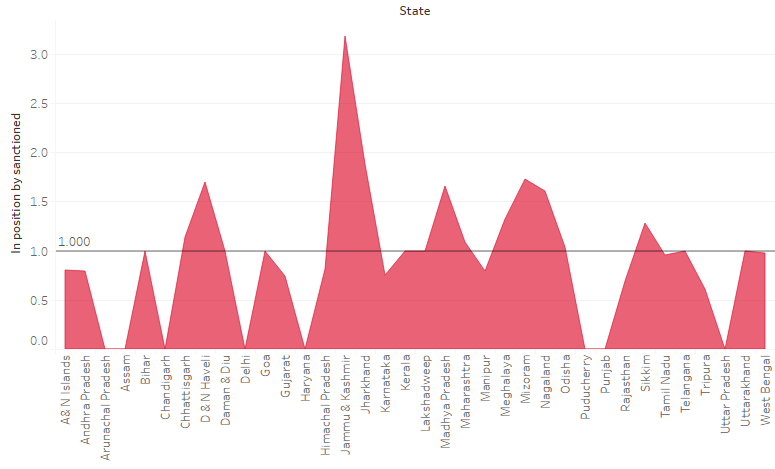 State
In position by sanctioned
3.0
2.5
2.0
1.5
1.0
0.5
0.0
1.000
A& N Islands
Andhra Pradesh
Arunachal Pradesh
Assam
Bihar
Chandigarh
Chhattisgarh
D & N Haveli
Daman & Diu
Delhi
Goa
Gujarat
Haryana
Himachal Pradesh
Jammu & Kashmir
Jharkhand
Karnataka
Kerala
Lakshadweep
Madhya Pradesh
Maharashtra
Manipur
Meghalaya
Mizoram
Nagaland
Odisha
Puducherry
Punjab
Rajasthan
Sikkim
Tamil Nadu
Telangana
Tripura
Uttar Pradesh
Uttarakhand
West Bengal